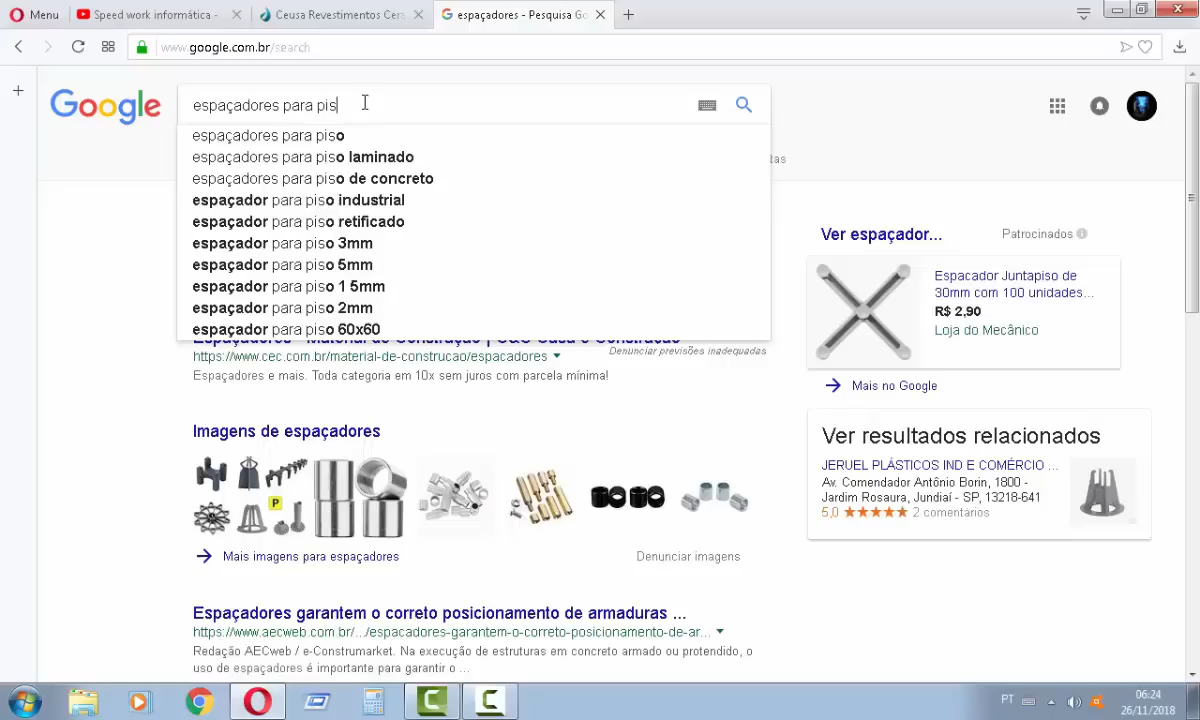 Menu
Speed work informática -
Ceusa Revestimentos Cera
espaçadores - Pesquisa Go
www.google.com.br/search
Google
espaçadores para pis
espaçadores para piso
espaçadores para piso laminado
espaçadores para piso de concreto
espaçador para piso industrial
espaçador para piso retificado
espaçador para piso 3mm
espaçador para piso 5mm
espaçador para piso 1 5mm
espaçador para piso 2mm
espaçador para piso 60x60
Denunciar previsões inadequadas
tas
Espaçadores - Material de Construção | C&C Casa e Construção
https://www.cec.com.br/material-de-construcao/espacadores
Espaçadores e mais. Toda categoria em 10x sem juros com parcela mínima!
Imagens de espaçadores
P
Mais imagens para espaçadores
Denunciar imagens
Espaçadores garantem o correto posicionamento de armaduras ...
https://www.aecweb.com.br/.../espacadores-garantem-o-correto-posicionamento-de-ar...
Redação AECweb / e-Construmarket. Na execução de estruturas em concreto armado ou protendido, o
uso de espaçadores é importante para garantir o ...
Ver espaçador...
Patrocinados
Espacador Juntapiso de
30mm com 100 unidades...
R$ 2,90
Loja do Mecânico
Mais no Google
Ver resultados relacionados
JERUEL PLÁSTICOS IND E COMÉRCIO ...
Av. Comendador Antônio Borin, 1800 -
Jardim Rosaura, Jundiaí - SP, 13218-641
5,0 ★★★★★ 2 comentários
PT
06:24
26/11/2018